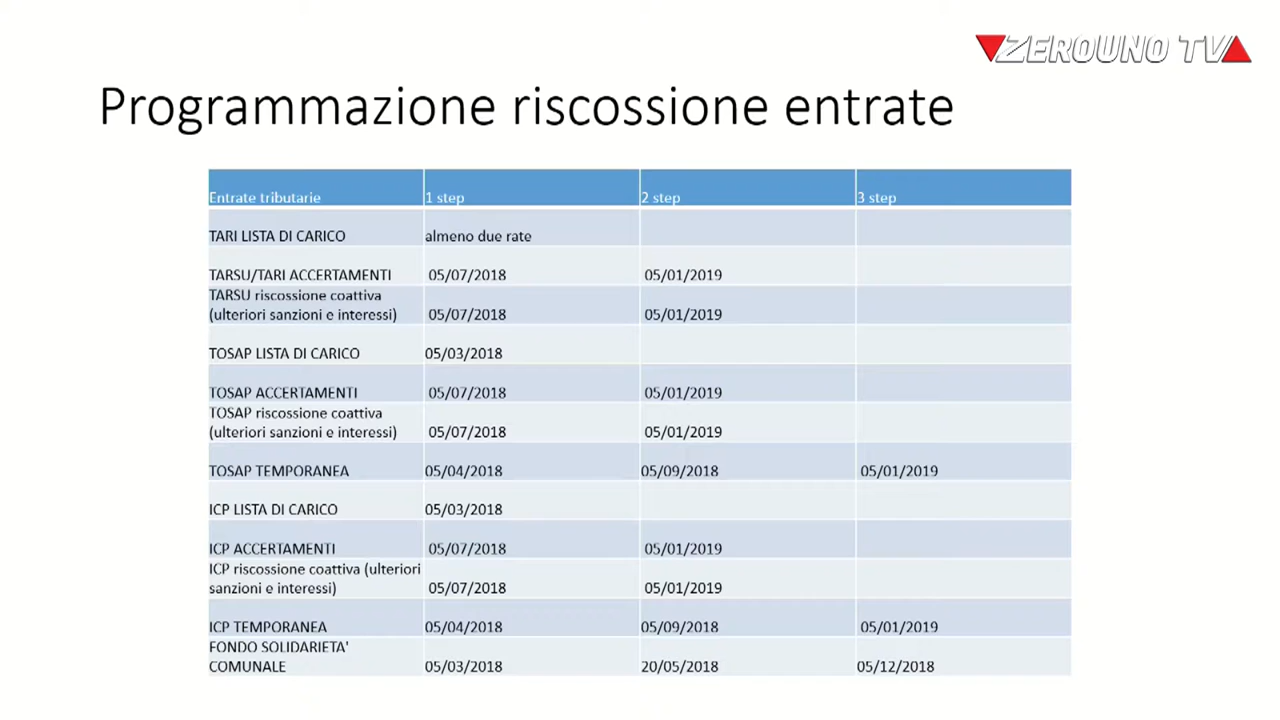 ZEROUNO TV
Programmazione riscossione entrate
Entrate tributarie 1 step 2 step 3 step
TARI LISTA DI CARICO almeno due rate
TARSU/TARI ACCERTAMENTI 05/07/2018 05/01/2019
TARSU riscossione coattiva
(ulteriori sanzioni e interessi) 05/07/2018 05/01/2019
TOSAP LISTA DI CARICO 05/03/2018
TOSAP ACCERTAMENTI 05/07/2018 05/01/2019
TOSAP riscossione coattiva
(ulteriori sanzioni e interessi) 05/07/2018 05/01/2019
TOSAP TEMPORANEA 05/04/2018 05/09/2018 05/01/2019
ICP LISTA DI CARICO 05/03/2018
ICP ACCERTAMENTI 05/07/2018 05/01/2019
ICP riscossione coattiva (ulteriori
sanzioni e interessi) 05/07/2018 05/01/2019
ICP TEMPORANEA 05/04/2018 05/09/2018 05/01/2019
FONDO SOLIDARIETA'
COMUNALE 05/03/2018 20/05/2018 05/12/2018